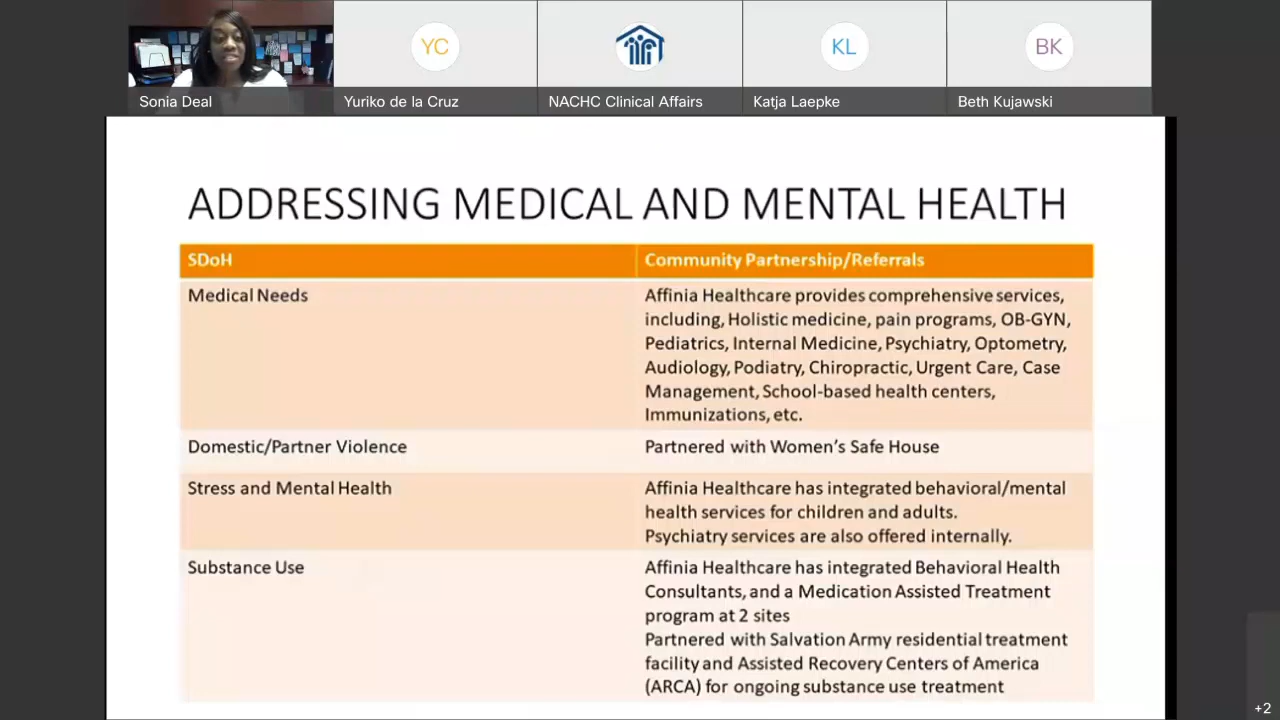 YC
KL
BK
Sonia Deal
Yuriko de la Cruz
NACHC Clinical Affairs
Katja Laepke
Beth Kujawski
ADDRESSING MEDICAL AND MENTAL HEALTH
SDoH
Community Partnership/Referrals
Medical Needs
Affinia Healthcare provides comprehensive services,
including, Holistic medicine, pain programs, OB-GYN,
Pediatrics, Internal Medicine, Psychiatry, Optometry,
Audiology, Podiatry, Chiropractic, Urgent Care, Case
Management, School-based health centers,
Immunizations, etc.
Domestic/Partner Violence
Partnered with Women’s Safe House
Stress and Mental Health
Affinia Healthcare has integrated behavioral/mental
health services for children and adults.
Psychiatry services are also offered internally.
Substance Use
Affinia Healthcare has integrated Behavioral Health
Consultants, and a Medication Assisted Treatment
program at 2 sites
Partnered with Salvation Army residential treatment
facility and Assisted Recovery Centers of America
(ARCA) for ongoing substance use treatment
+2